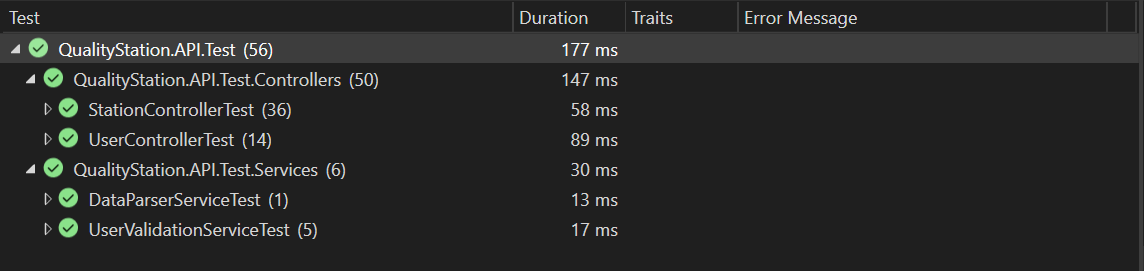 Test Duration Traits Error Message
QualityStation.API.Test (56) 177 ms
QualityStation.API.Test.Controllers (50) 147 ms
StationControllerTest (36) 58 ms
UserControllerTest (14) 89 ms
QualityStation.API.Test.Services (6) 30 ms
DataParserServiceTest (1) 13 ms
UserValidationServiceTest (5) 17 ms